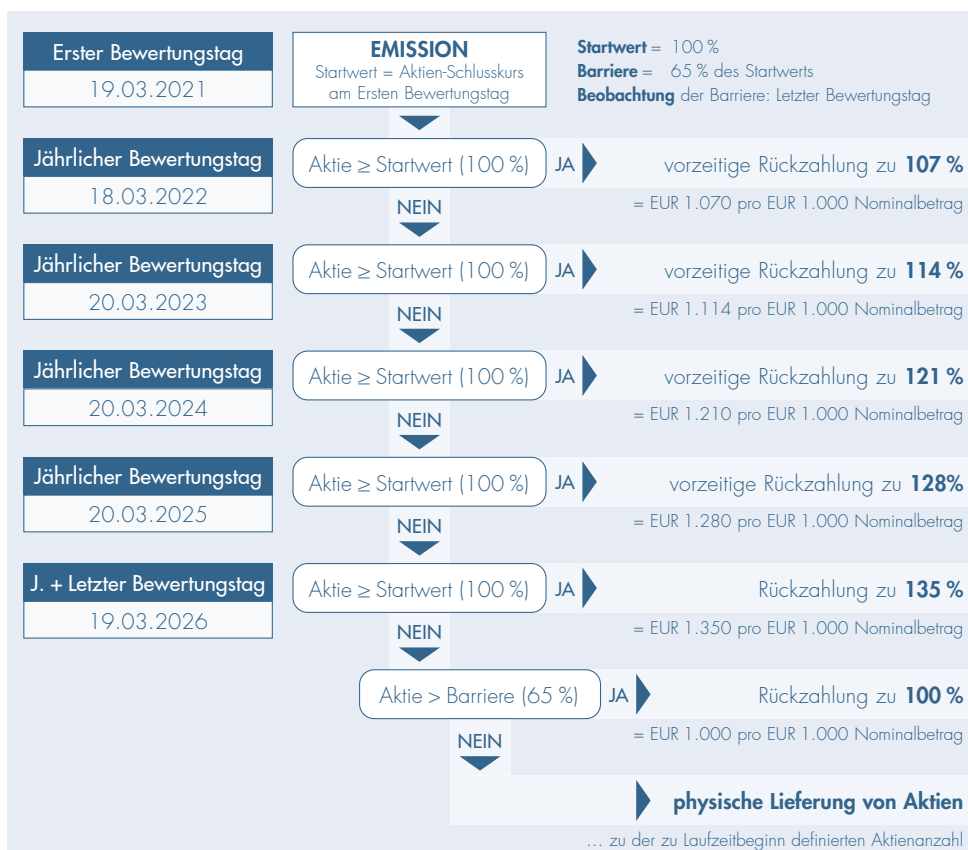 Erster Bewertungstag
19.03.2021
EMISSION
Startwert = Aktien-Schlusskurs
am Ersten Bewertungstag
Startwert = 100 %
Barriere = 65 % des Startwerts
Beobachtung der Barriere: Letzter Bewertungstag
Jährlicher Bewertungstag
18.03.2022
Aktie ≥ Startwert (100 %)
JA
vorzeitige Rückzahlung zu 107 %
= EUR 1.070 pro EUR 1.000 Nominalbetrag
NEIN
Jährlicher Bewertungstag
20.03.2023
Aktie ≥ Startwert (100 %)
JA
vorzeitige Rückzahlung zu 114 %
= EUR 1.114 pro EUR 1.000 Nominalbetrag
NEIN
Jährlicher Bewertungstag
20.03.2024
Aktie ≥ Startwert (100 %)
JA
vorzeitige Rückzahlung zu 121 %
= EUR 1.210 pro EUR 1.000 Nominalbetrag
NEIN
Jährlicher Bewertungstag
20.03.2025
Aktie ≥ Startwert (100 %)
JA
vorzeitige Rückzahlung zu 128%
= EUR 1.280 pro EUR 1.000 Nominalbetrag
NEIN
J. + Letzter Bewertungstag
19.03.2026
Aktie ≥ Startwert (100 %)
JA
Rückzahlung zu 135 %
= EUR 1.350 pro EUR 1.000 Nominalbetrag
NEIN
Aktie > Barriere (65 %)
JA
Rückzahlung zu 100 %
= EUR 1.000 pro EUR 1.000 Nominalbetrag
NEIN
physische Lieferung von Aktien
... zu der zu Laufzeitbeginn definierten Aktienanzahl